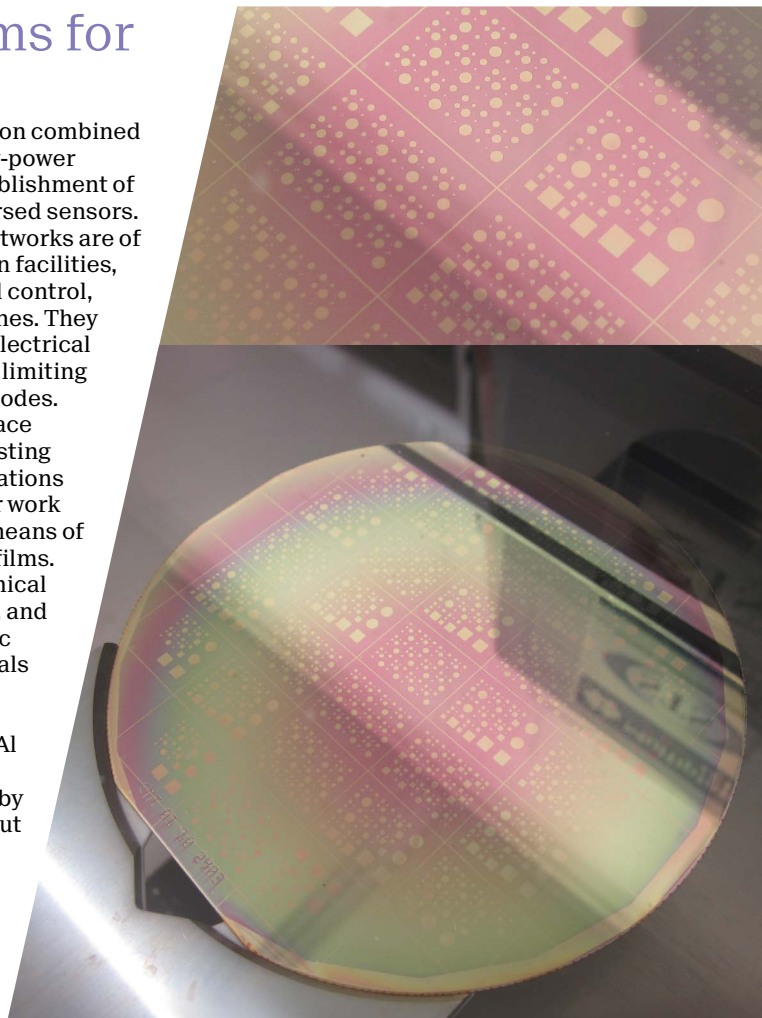 ms for
on combined
-power
blishment of
rsed sensors.
tworks are of
n facilities,
l control,
nes. They
lectrical
limiting
odes.
ace
sting
ations
r work
means of
films.
nical
and
c
als
Al
by
ut